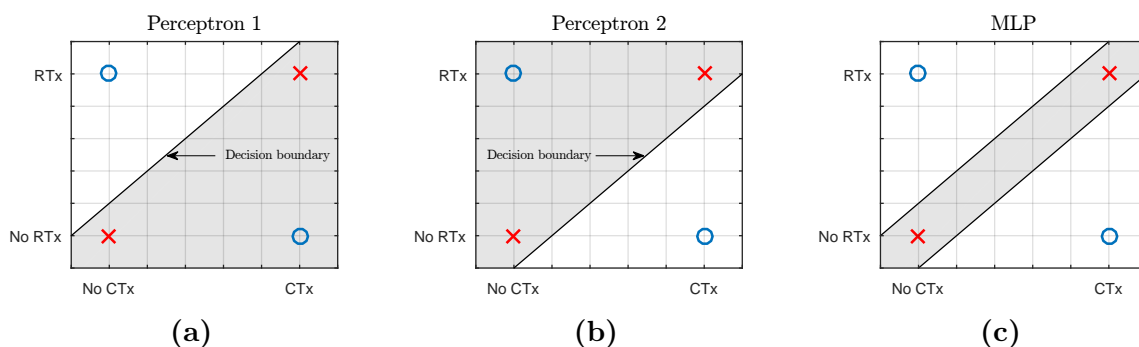 Perceptron 1
RTx
Decision boundary
No RTx
No CTx
CTx
(a)
Perceptron 2
RTx
Decision boundary
No RTx
No CTx
CTx
(b)
MLP
RTx
No RTx
No CTx
CTx
(c)